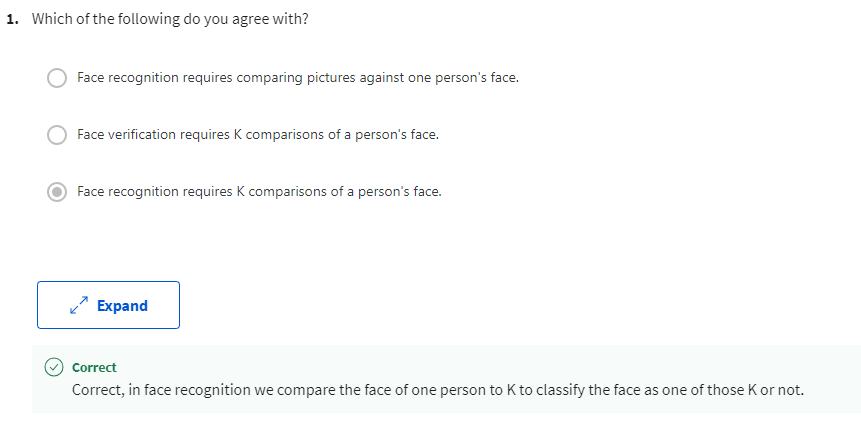 1. Which of the following do you agree with?
Face recognition requires comparing pictures against one person's face.
Face verification requires K comparisons of a person's face.
Face recognition requires K comparisons of a person's face.
Expand
Correct
Correct, in face recognition we compare the face of one person to K to classify the face as one of those K or not.